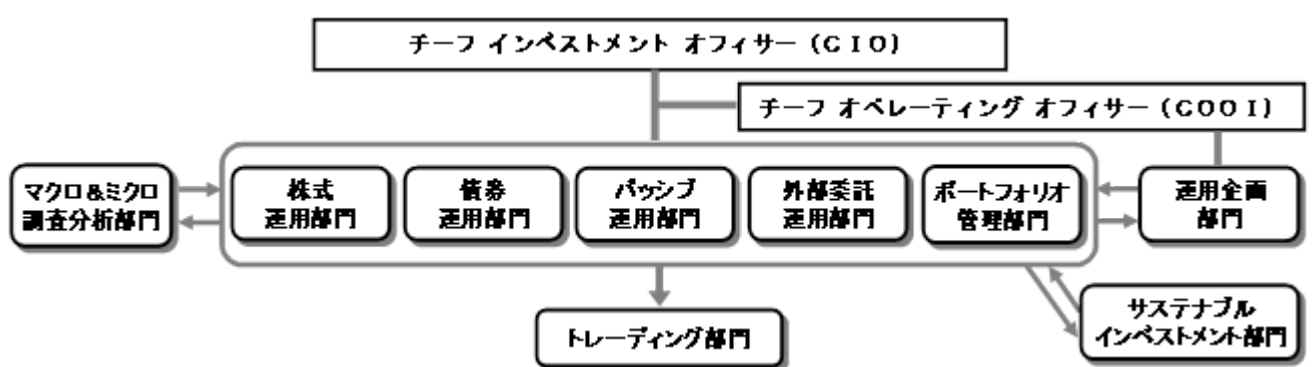 チーフ インベストメント オフィサー (CIO)
チーフ オペレーティング オフィサー (COOI)
マクロ&ミクロ
調査分析部門
株式
運用部門
債券
運用部門
パッシブ
運用部門
外部委託
運用部門
ポートフォリオ
管理部門
運用企画
部門
トレーディング部門
サステナブル
インベストメント部門